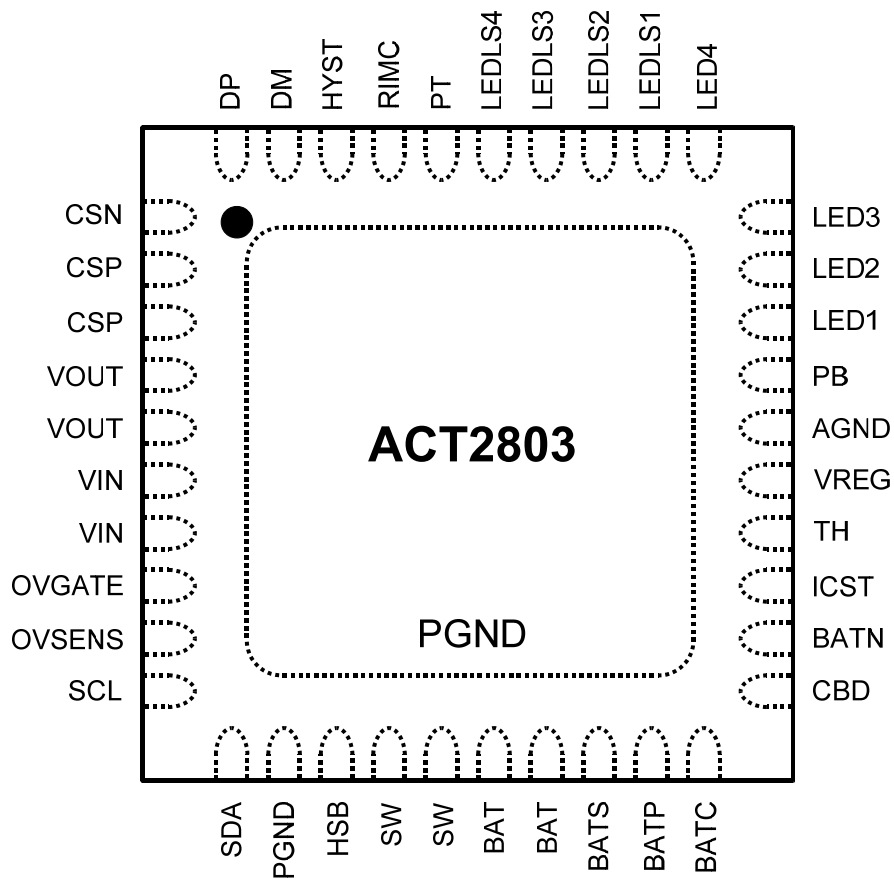 DP
DM
HYST
RIMC
PT
LEDLS4
LEDLS3
LEDLS2
LEDLS1
LED4
CSN
CSP
CSP
VOUT
VOUT
VIN
VIN
OVGATE
OVSENS
SCL
ACT2803
PGND
LED3
LED2
LED1
PB
AGND
VREG
TH
ICST
BATN
CBD
SDA
PGND
HSB
SW
SW
BAT
BAT
BATS
BATP
BATC